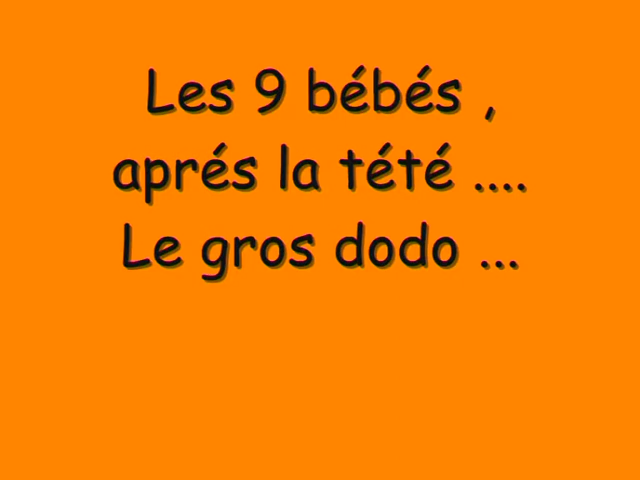 Les 9 bébés ,
aprés la tété ....
Le gros dodo ...